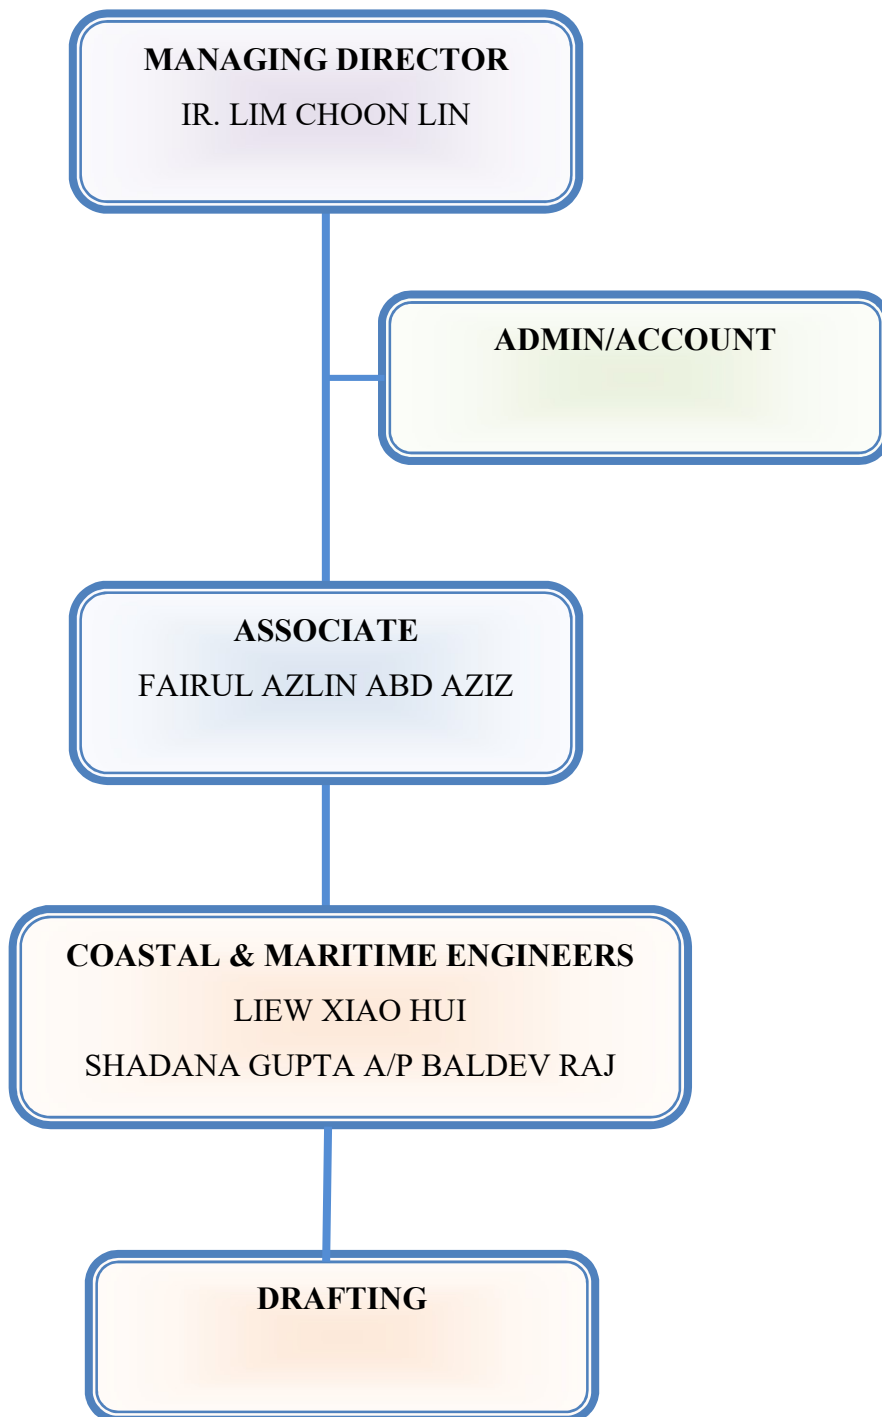 MANAGING DIRECTOR
IR. LIM CHOON LIN
ADMIN/ACCOUNT
ASSOCIATE
FAIRUL AZLIN ABD AZIZ
COASTAL & MARITIME ENGINEERS
LIEW XIAO HUI
SHADANA GUPTA A/P BALDEV RAJ
DRAFTING